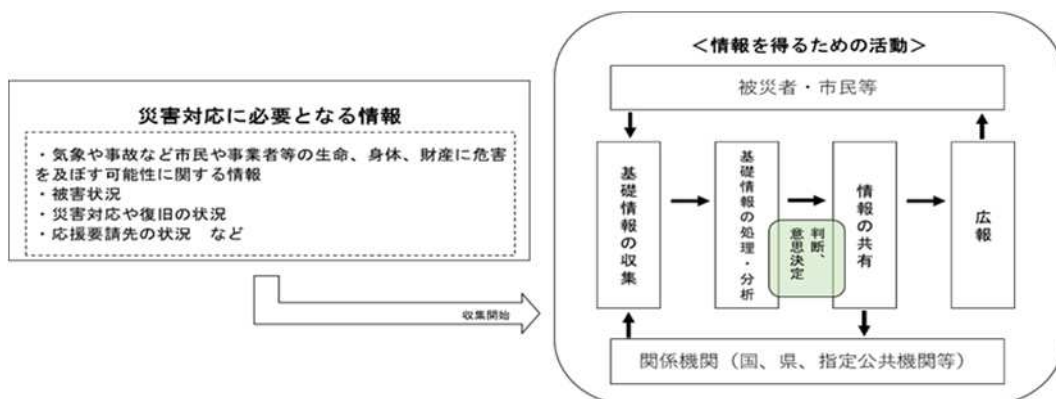 災害対応に必要となる情報
・気象や事故など市民や事業者等の生命、身体、財産に危害
を及ぼす可能性に関する情報
・被害状況
・災害対応や復旧の状況
・応援要請先の状況　など
収集開始
＜情報を得るための活動＞
被災者・市民等
基礎情報の収集
基礎情報の処理・分析
判断、
意思決定
情報の共有
広報
関係機関（国、県、指定公共機関等）